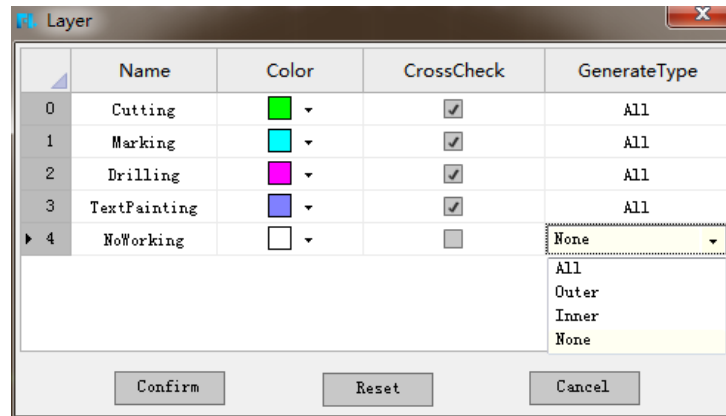 Layer
Name Color CrossCheck GenerateType
0 Cutting All
1 Marking All
2 Drilling All
3 TextPainting All
4 NoWorking None
All
Outer
Inner
None
Confirm Reset Cancel